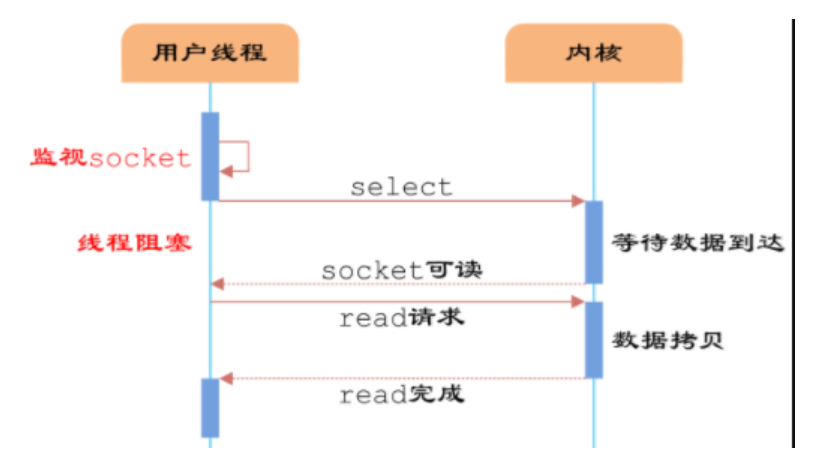 用户线程
内核
监视socket
select
线程阻塞
等待数据到达
socket可读
read请求
数据拷贝
read完成